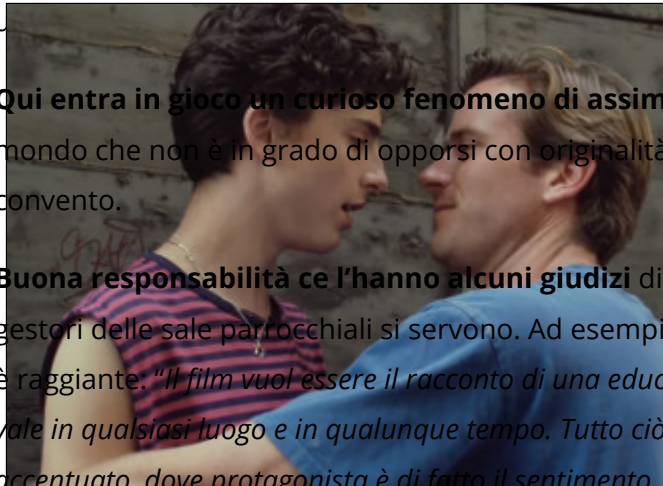 Qui entra in gioco un curioso fenomeno di assim
mondo che non è in grado di opporsi con originalità
convento.
Buona responsabilità ce l’hanno alcuni giudizi di
gestori delle sale parrocchiali si servono. Ad esempi
è raggiante: “Il film vuol essere il racconto di una educ
vale in qualsiasi luogo e in qualunque tempo. Tutto ciò
accentuato, dove protagonista è di fatto il sentimento